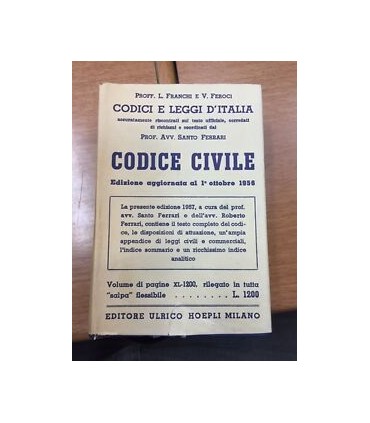 PROFF. L. FRANCHI E V. FEROCI
CODICI E LEGGI D'ITALIA
accuratamente riscontrati sul testo ufficiale, corredati
di richiami e coordinati dal
PROF. AVV. SANTO FERRARI
CODICE CIVILE
Edizione aggiornata al 1° ottobre 1956
La presente edizione 1957, a cura del prof.
avv. Santo Ferrari e dell'avv. Roberto
Ferrari, contiene il testo completo del codi-
ce, le disposizioni di attuazione, un'ampia
appendice di leggi civili e commerciali,
l'indice sommario e un ricchissimo indice
analitico
Volume di pagine XL-1200, rilegato in tutta
"salpa" flessibile . . . . . . . . L. 1200
EDITORE ULRICO HOEPLI MILANO